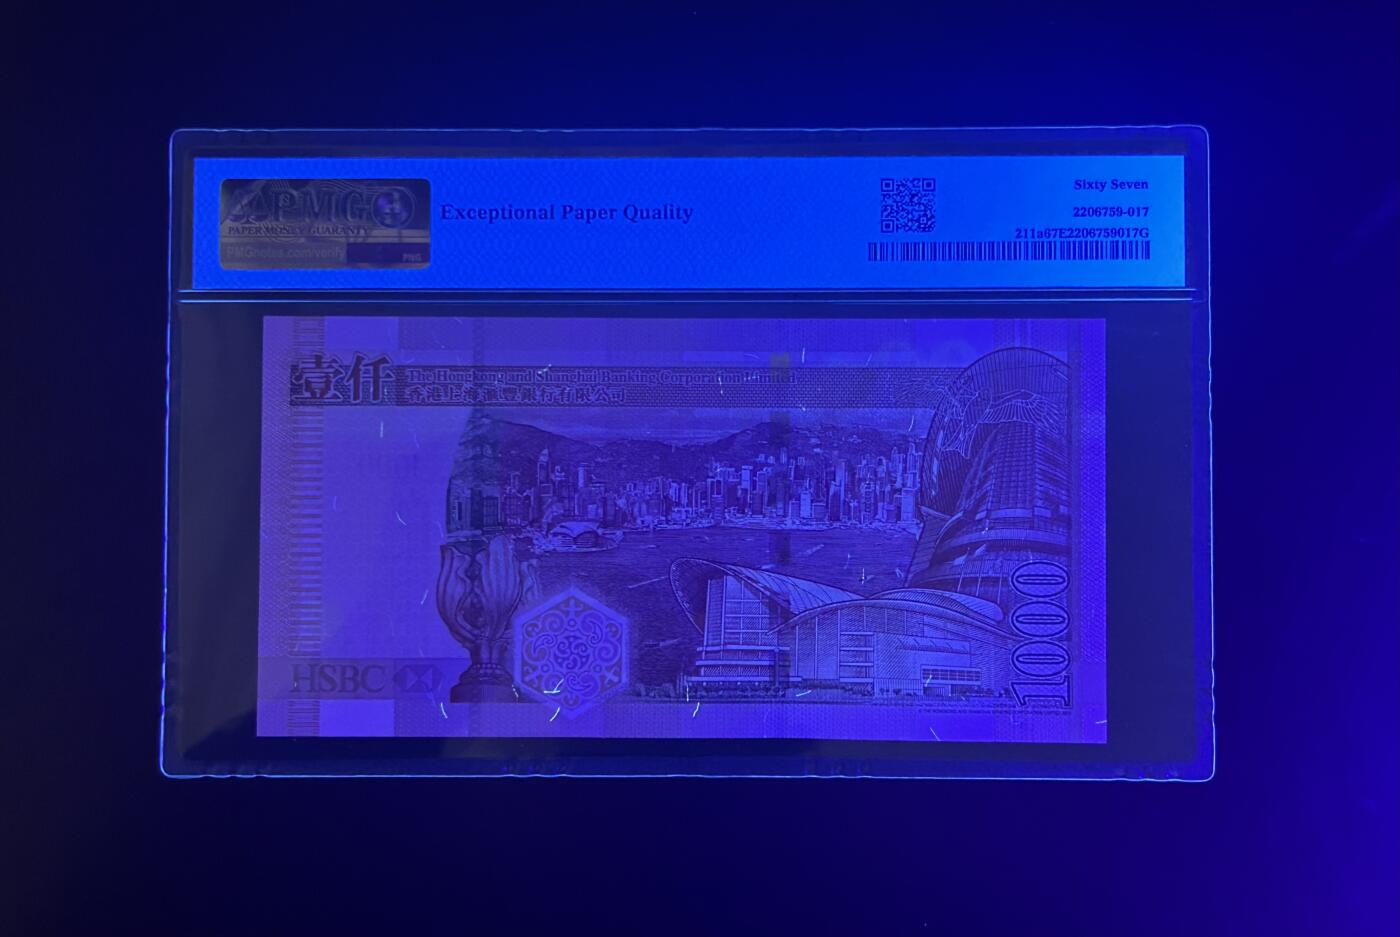 PMG
PAPER MONEY GUARANTY
PMGnotes.com/verify
PNG
Exceptional Paper Quality
Sixty Seven
2206759-017
211a67E2206759017G
壹仟
The Hongkong and Shanghai Banking Corporation Limited
香港上海滙豐銀行有限公司
HSBC
1000